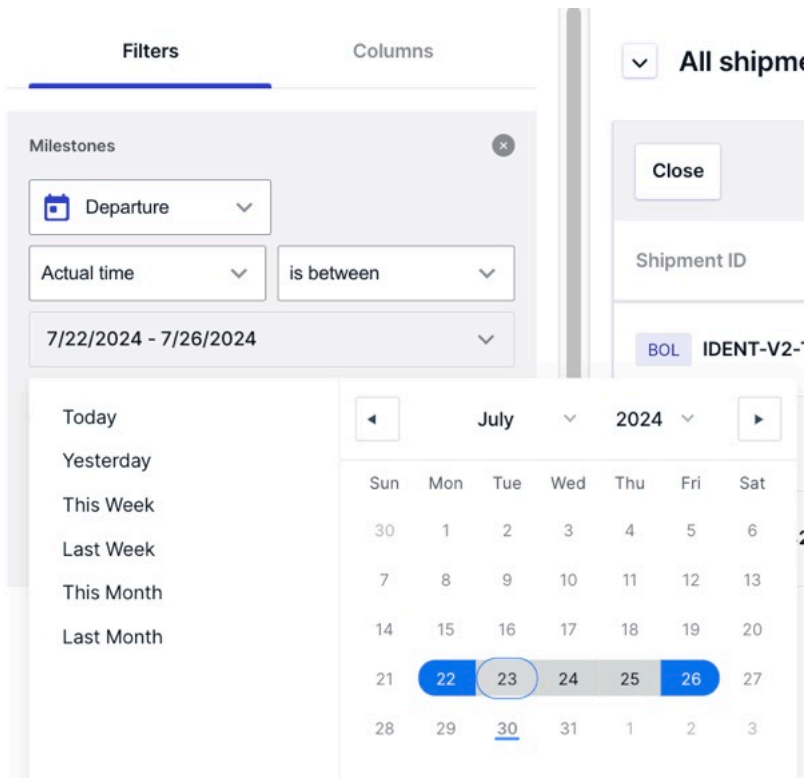 Filters Columns
Milestones
Departure
Actual time is between
7/22/2024 - 7/26/2024
Today
Yesterday
This Week
Last Week
This Month
Last Month
July 2024
Sun Mon Tue Wed Thu Fri Sat
30 1 2 3 4 5 6
7 8 9 10 11 12 13
14 15 16 17 18 19 20
21 22 23 24 25 26 27
28 29 30 31 1 2 3
All shipme
Close
Shipment ID
BOL IDENT-V2-